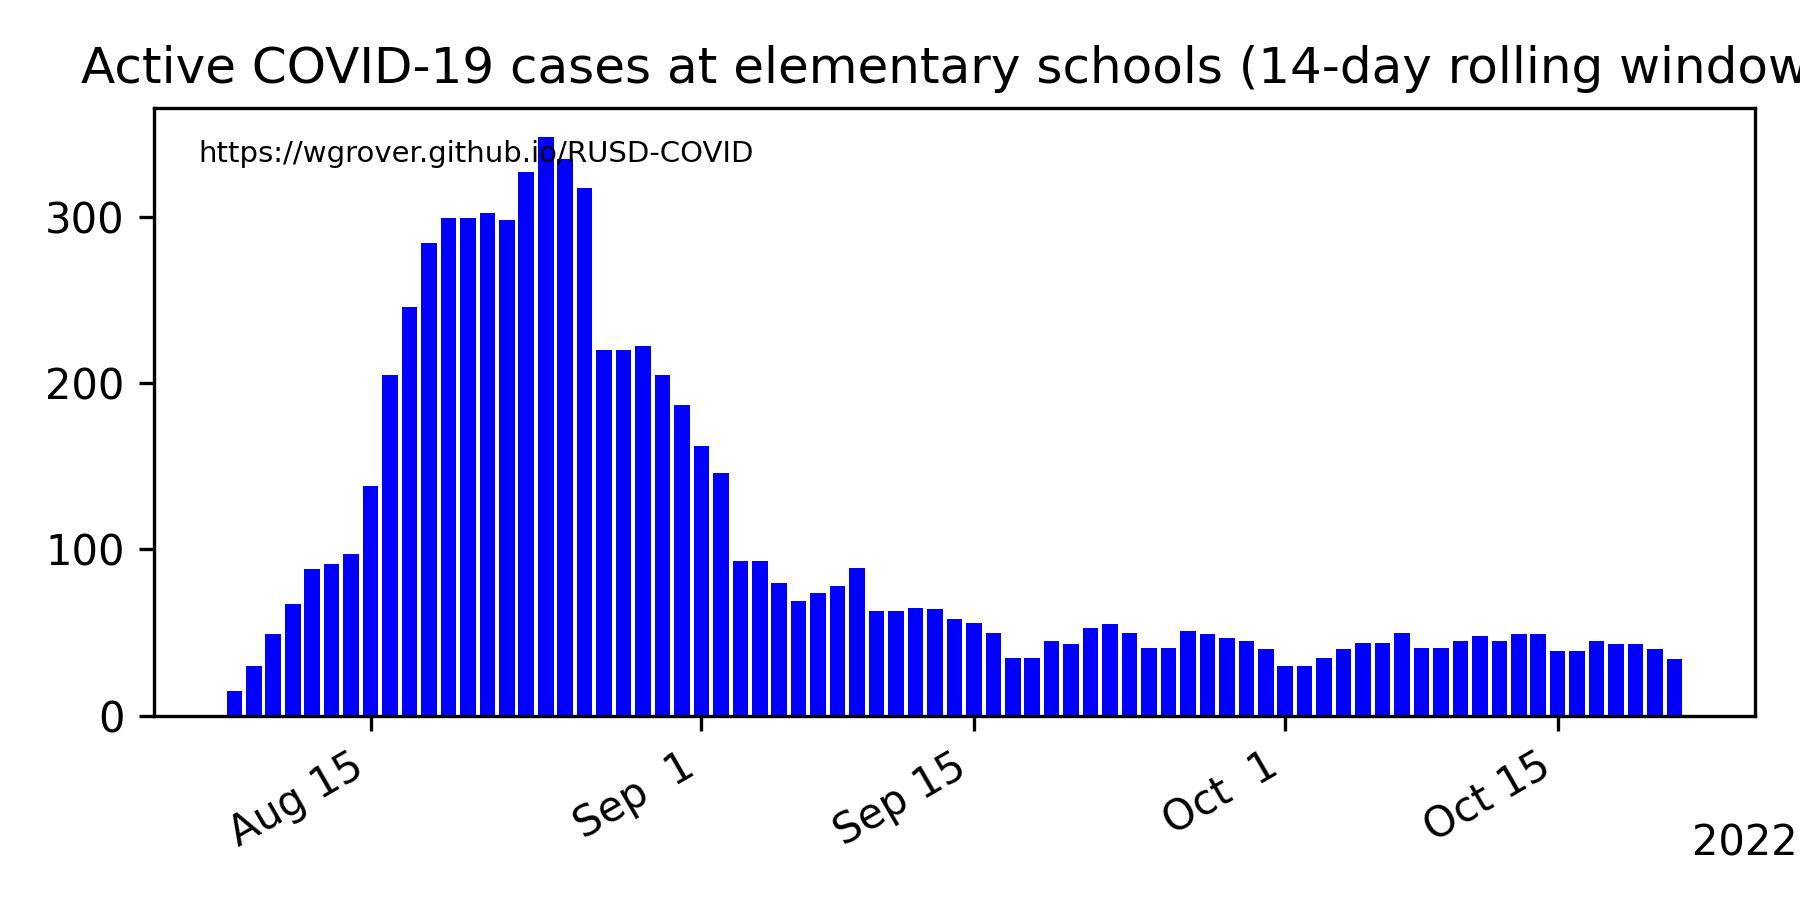 Active COVID-19 cases at elementary schools (14-day rolling window
https://wgrover.github.io/RUSD-COVID
300
200
100
0
Aug 15
Sep 1
Sep 15
Oct 1
Oct 15
2022